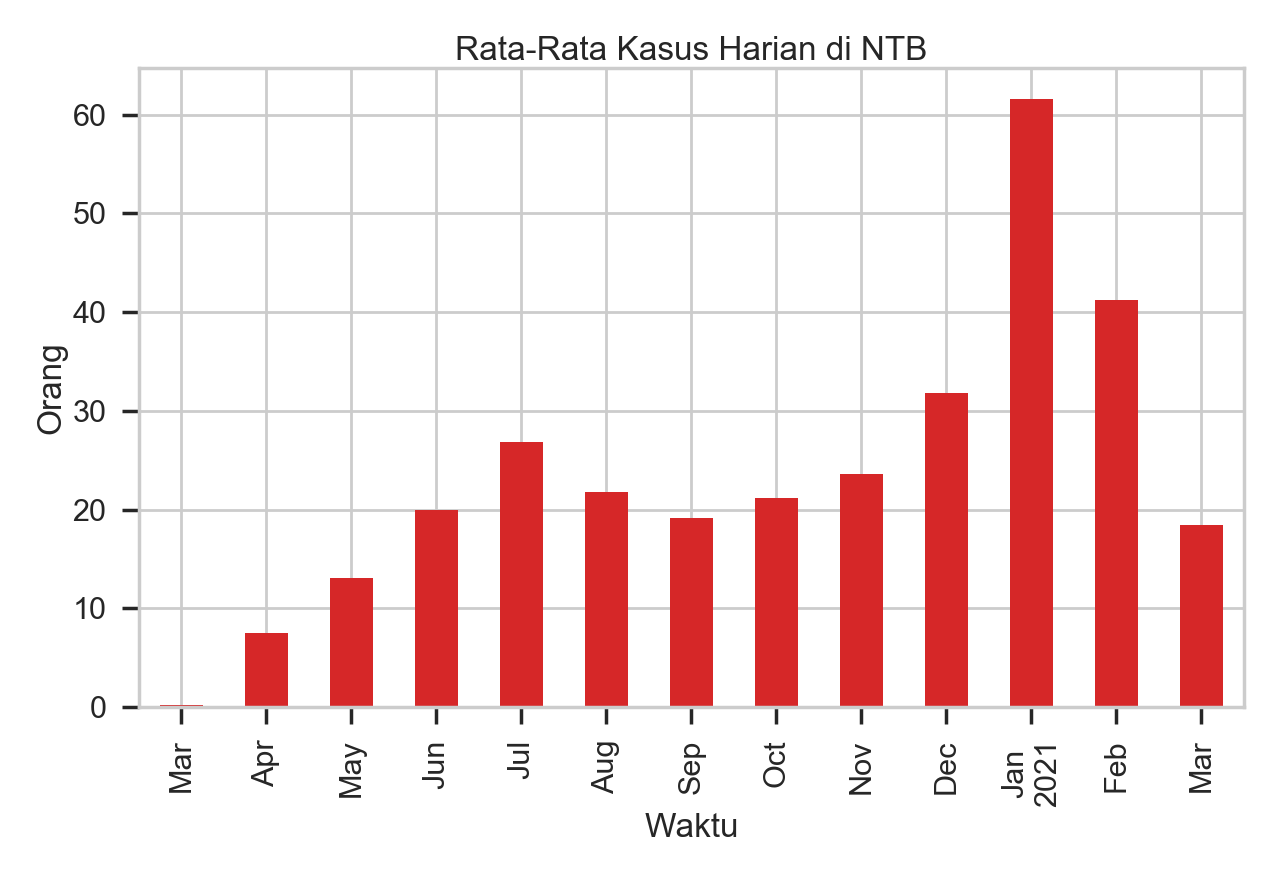 Rata-Rata Kasus Harian di NTB
60
50
40
30
20
10
0
Orang
Mar
Apr
May
Jun
Jul
Aug
Sep
Oct
Nov
Dec
Jan
2021
Feb
Mar
Waktu